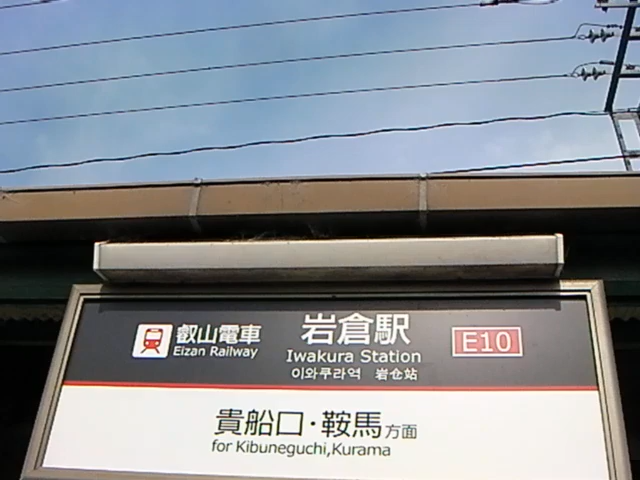 叡山電車
Eizan Railway
岩倉駅
Iwakura Station
이와쿠라역 岩仓站
E10
貴船口・鞍馬方面
for Kibuneguchi,Kurama